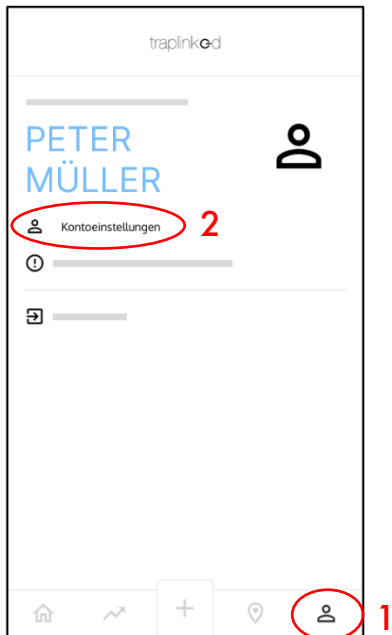 traplinked
PETER
MÜLLER
Kontoeinstellungen 2
1